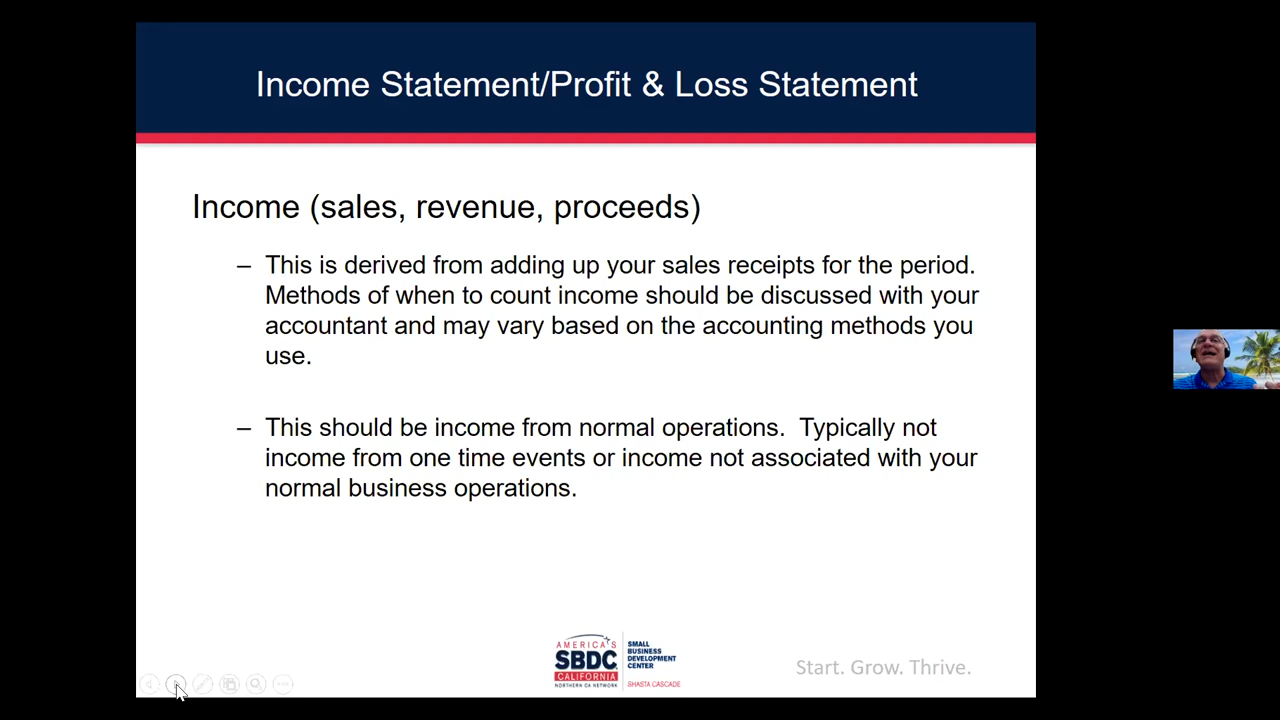 Income Statement/Profit & Loss Statement
Income (sales, revenue, proceeds)
– This is derived from adding up your sales receipts for the period.
Methods of when to count income should be discussed with your
accountant and may vary based on the accounting methods you
use.
– This should be income from normal operations.  Typically not
income from one time events or income not associated with your
normal business operations.
AMERICA'S
SBDC
CALIFORNIA
NORTHERN CA NETWORK
SMALL
BUSINESS
DEVELOPMENT
CENTER
SHASTA CASCADE
Start. Grow. Thrive.